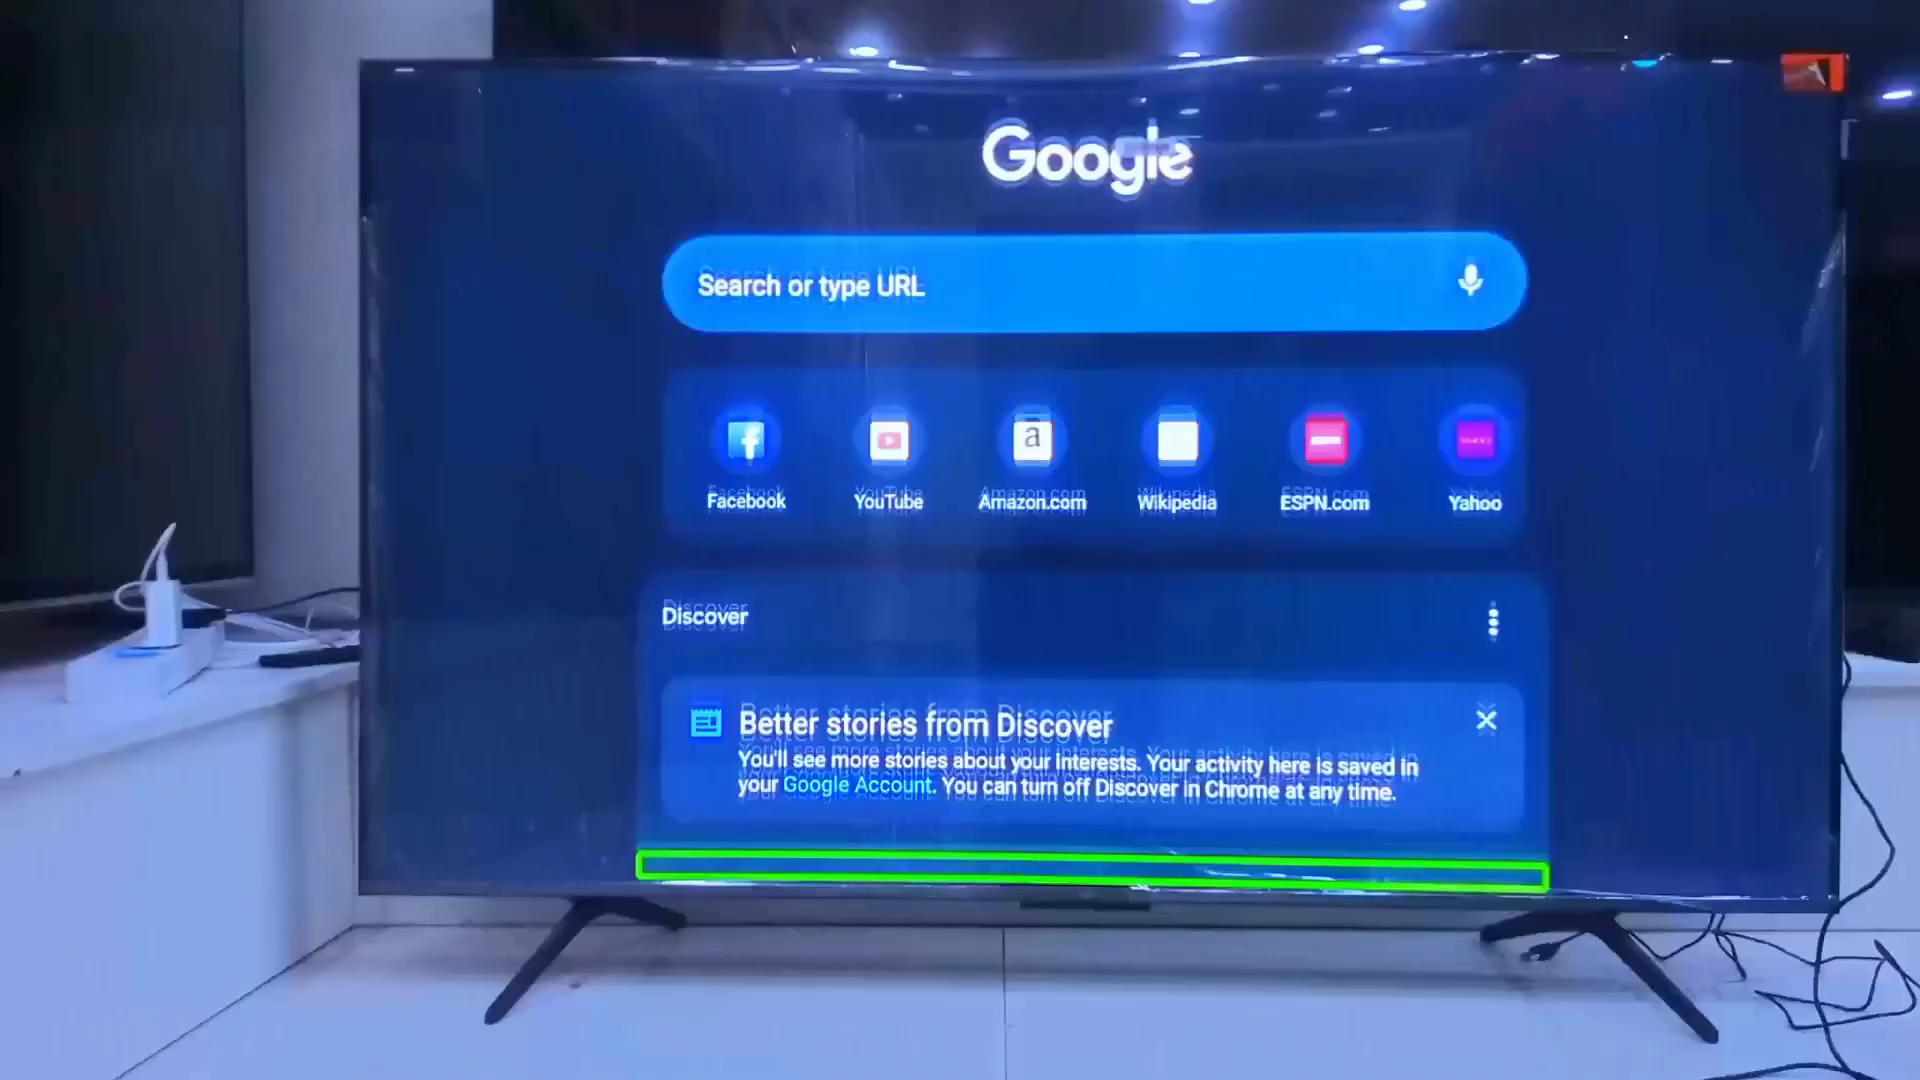 Google
Search or type URL
Facebook
YouTube
Amazon.com
Wikipedia
ESPN.com
Yahoo
Discover
Better stories from Discover
You'll see more stories about your interests. Your activity here is saved in
your Google Account. You can turn off Discover in Chrome at any time.